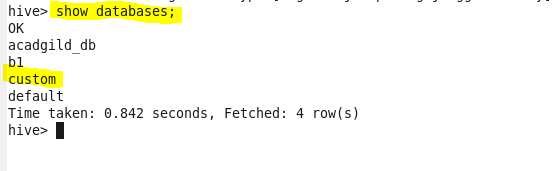 hive> show databases;
OK
acadgild_db
b1
custom
default
Time taken: 0.842 seconds, Fetched: 4 row(s)
hive>